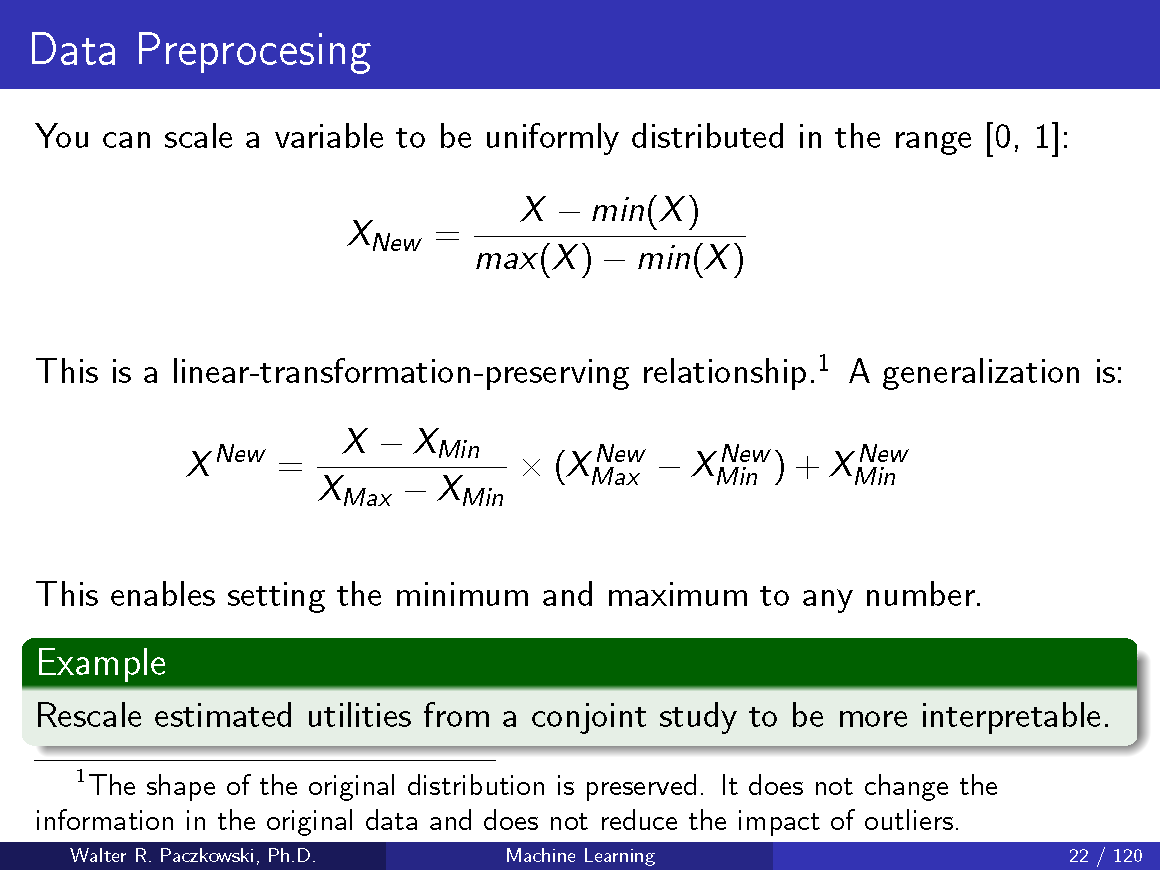 Data Preprocesing
You can scale a variable to be uniformly distributed in the range [0, 1]:
X_{New} = \frac{X − min(X)}{max(X) − min(X)}
This is a linear-transformation-preserving relationship.^1 A generalization is:
X^{New} = \frac{X − X_{Min}}{X_{Max} − X_{Min}} × (X^{New}_{Max} − X^{New}_{Min}) + X^{New}_{Min}
This enables setting the minimum and maximum to any number.
Example
Rescale estimated utilities from a conjoint study to be more interpretable.
^1The shape of the original distribution is preserved. It does not change the
information in the original data and does not reduce the impact of outliers.
Walter R. Paczkowski, Ph.D. Machine Learning 22 / 120